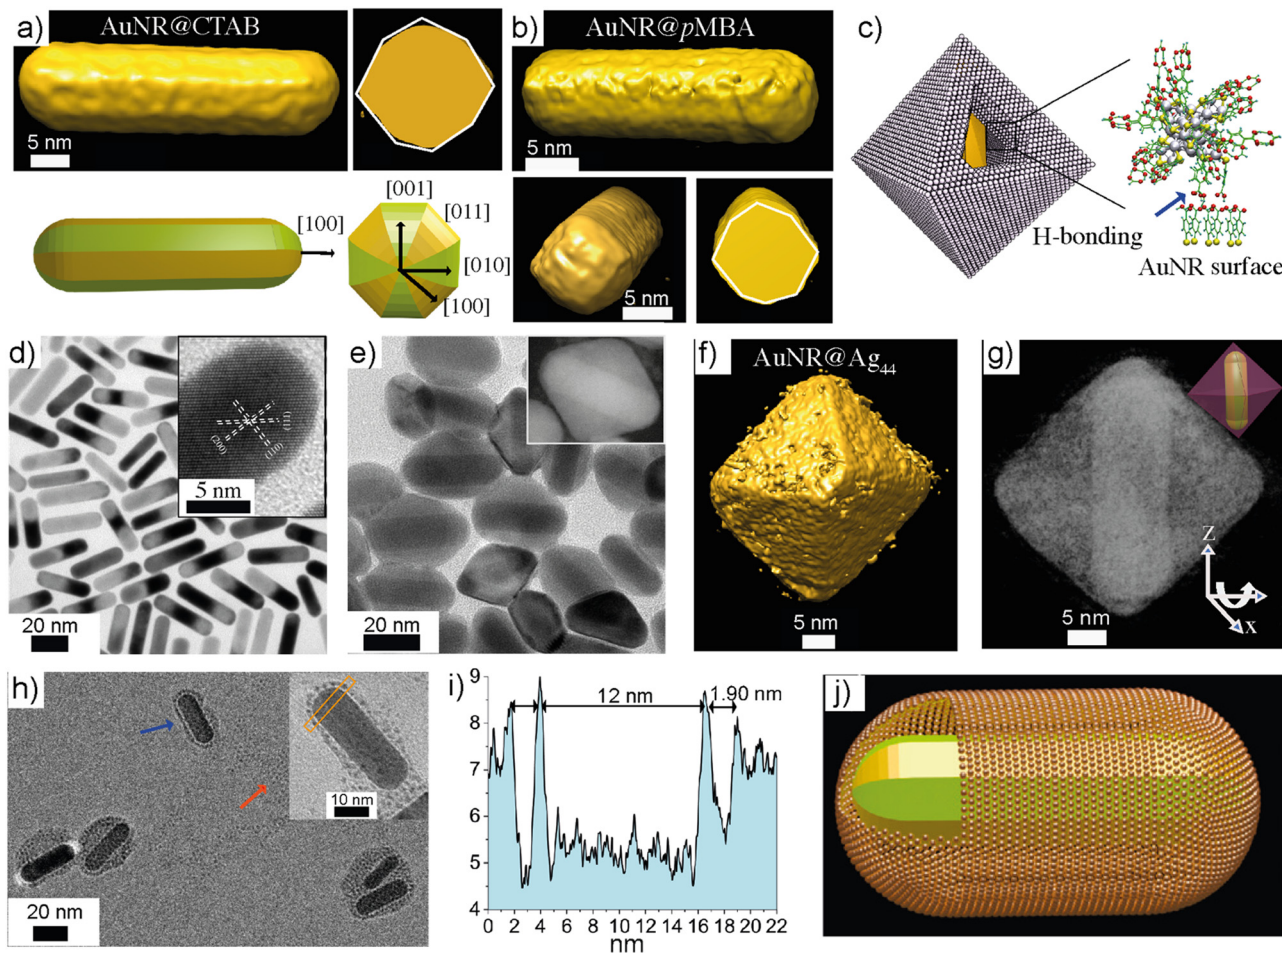 a)
AuNR@CTAB
5 nm
b)
AuNR@pMBA
c)
H-bonding
AuNR surface
[100]
[001]
[011]
[010]
[100]
5 nm
5 nm
d)
(200)
(111)
(110)
5 nm
20 nm
e)
20 nm
f)
AuNR@Ag44
5 nm
g)
Z
X
5 nm
h)
10 nm
20 nm
i)
9
8
7
6
5
4
12 nm
1.90 nm
0 2 4 6 8 10 12 14 16 18 20 22
nm
j)